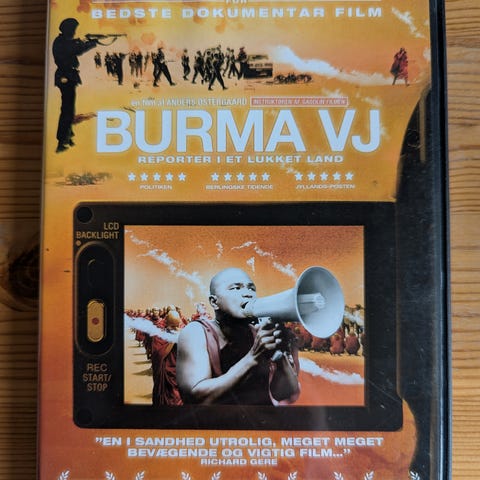 FOR
BEDSTE DOKUMENTAR FILM
INSTRUKTØREN AF GASOLIN FILMEN
BURMA VJ
REPORTER I ET LUKKET LAND
POLITIKEN
BERLINGSKE TIDENDE
JYLLANDS-POSTEN
LCD
BACKLIGHT
REC
START/
STOP
"EN I SANDHED UTROLIG, MEGET MEGET
BEVÆGENDE OG VIGTIG FILM..."
RICHARD GERE